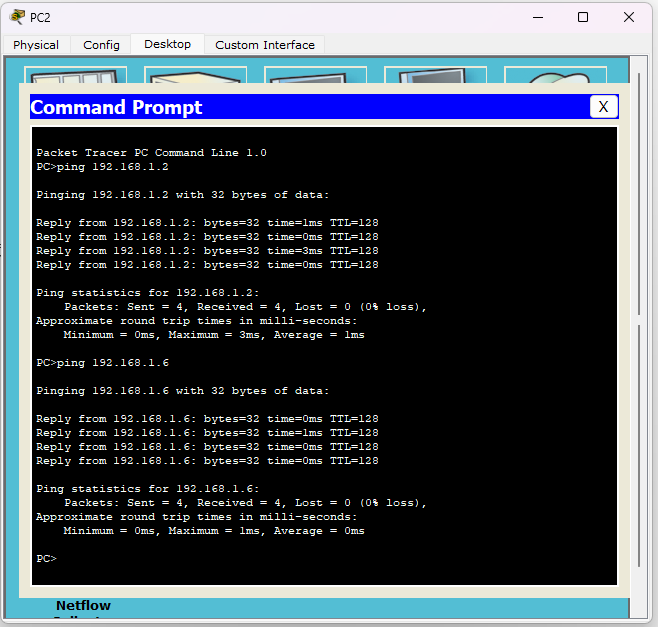 PC2
Physical Config Desktop Custom Interface
Command Prompt X
Packet Tracer PC Command Line 1.0
PC>ping 192.168.1.2
Pinging 192.168.1.2 with 32 bytes of data:
Reply from 192.168.1.2: bytes=32 time=1ms TTL=128
Reply from 192.168.1.2: bytes=32 time=0ms TTL=128
Reply from 192.168.1.2: bytes=32 time=3ms TTL=128
Reply from 192.168.1.2: bytes=32 time=0ms TTL=128
Ping statistics for 192.168.1.2:
Packets: Sent = 4, Received = 4, Lost = 0 (0% loss),
Approximate round trip times in milli-seconds:
Minimum = 0ms, Maximum = 3ms, Average = 1ms
PC>ping 192.168.1.6
Pinging 192.168.1.6 with 32 bytes of data:
Reply from 192.168.1.6: bytes=32 time=0ms TTL=128
Reply from 192.168.1.6: bytes=32 time=1ms TTL=128
Reply from 192.168.1.6: bytes=32 time=0ms TTL=128
Reply from 192.168.1.6: bytes=32 time=0ms TTL=128
Ping statistics for 192.168.1.6:
Packets: Sent = 4, Received = 4, Lost = 0 (0% loss),
Approximate round trip times in milli-seconds:
Minimum = 0ms, Maximum = 1ms, Average = 0ms
PC>
Netflow